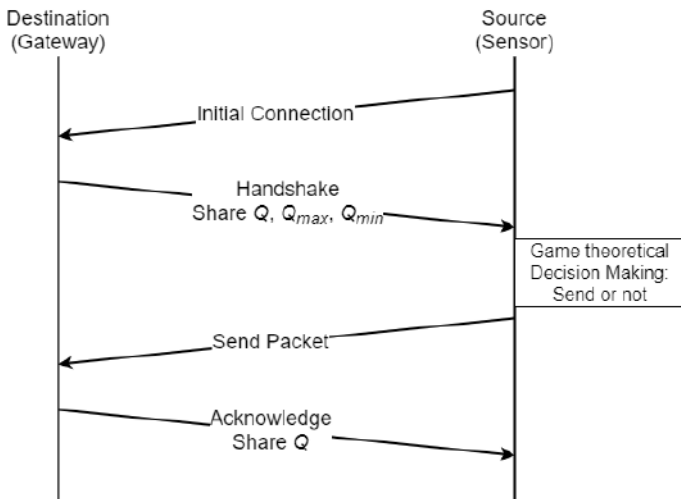 Destination
(Gateway)
Source
(Sensor)
Initial Connection
Handshake
Share Q, Qmax, Qmin
Game theoretical
Decision Making:
Send or not
Send Packet
Acknowledge
Share Q